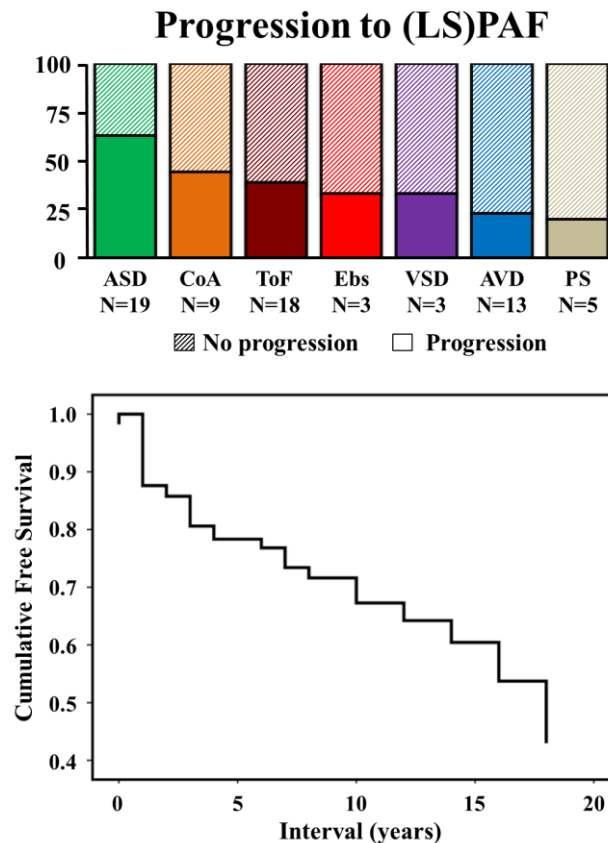 Progression to (LS)PAF
100
75
50
25
0
ASD CoA ToF Ebs VSD AVD PS
N=19 N=9 N=18 N=3 N=3 N=13 N=5
No progression Progression
1.0
0.9
0.8
0.7
0.6
0.5
0.4
Cumulative Free Survival
0 5 10 15 20
Interval (years)